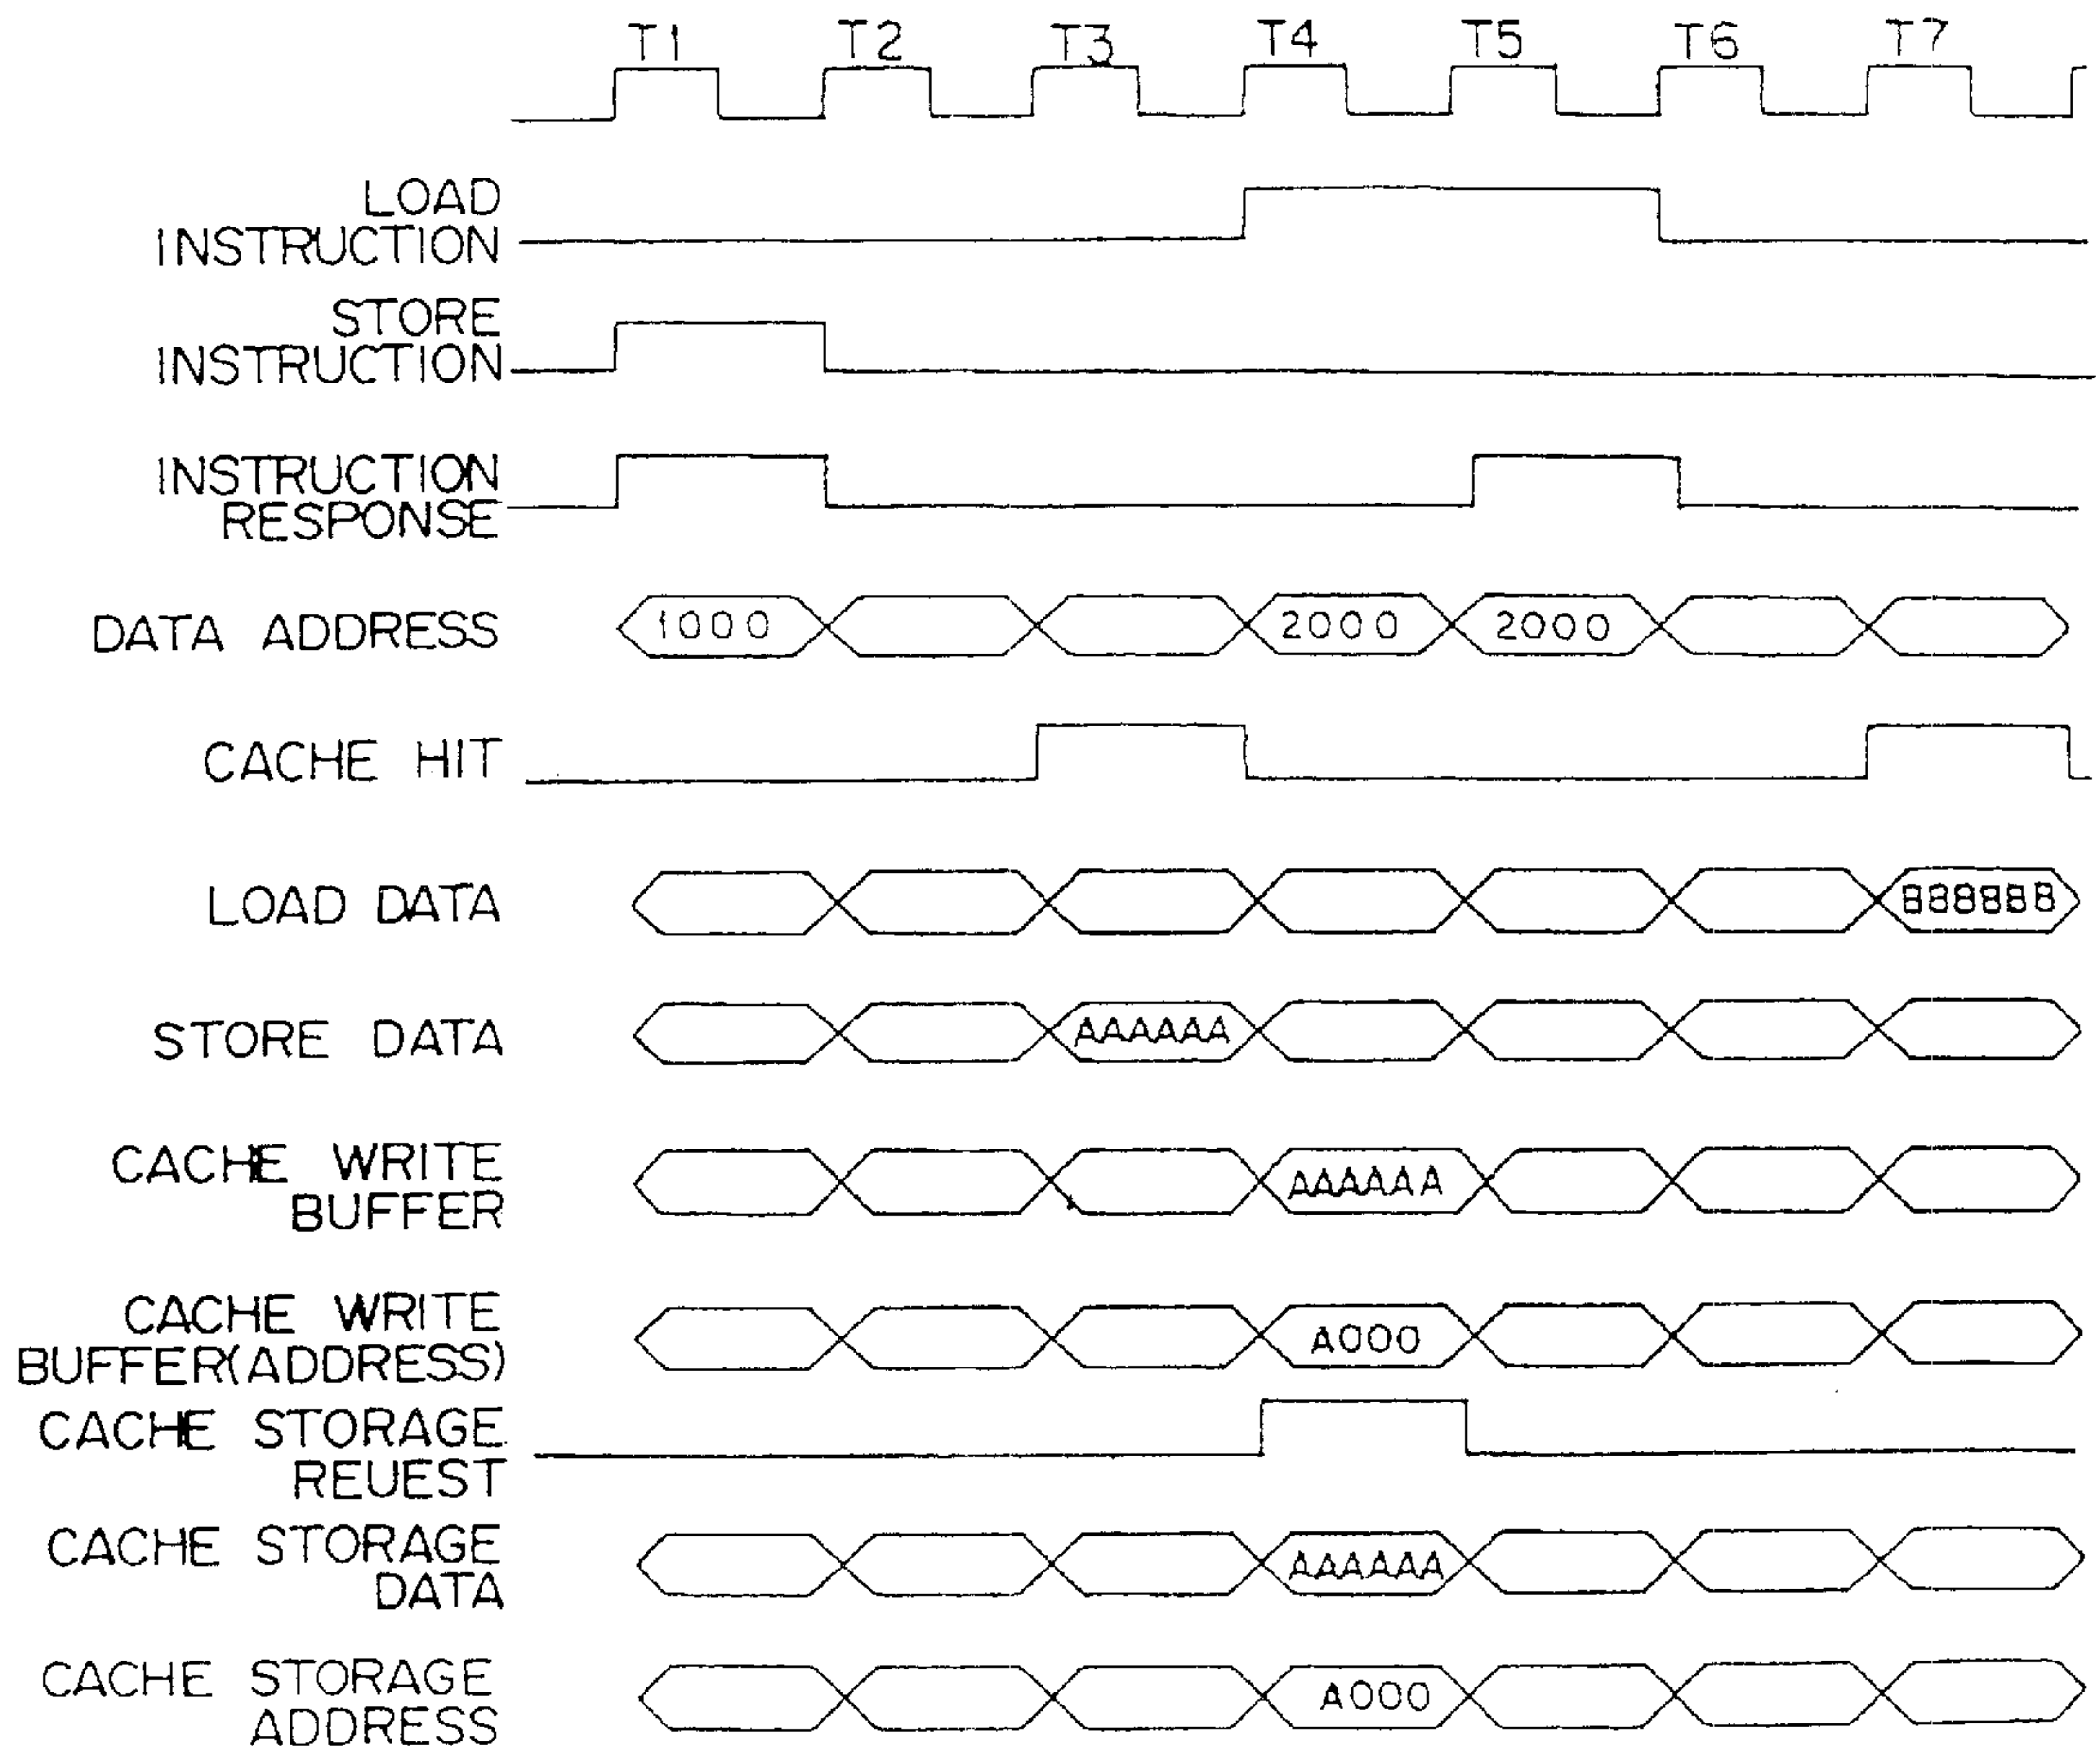 T1 T2 T3 T4 T5 T6 T7
LOAD
INSTRUCTION
STORE
INSTRUCTION
INSTRUCTION
RESPONSE
DATA ADDRESS
1000 2000 2000
CACHE HIT
LOAD DATA
BBBBBB
STORE DATA
AAAAAA
CACHE WRITE
BUFFER
AAAAAA
CACHE WRITE
BUFFER(ADDRESS)
A000
CACHE STORAGE
REUEST
CACHE STORAGE
DATA
AAAAAA
CACHE STORAGE
ADDRESS
A000